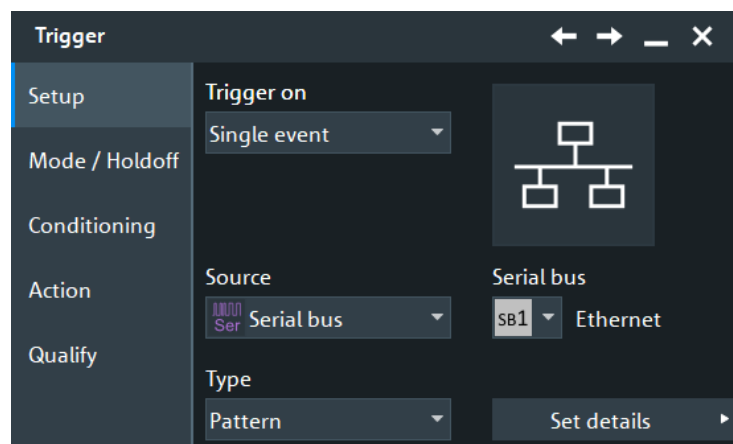 Trigger
Setup
Mode / Holdoff
Conditioning
Action
Qualify
Trigger on
Single event
Source
Serial bus
Ser Serial bus
SB1 Ethernet
Type
Pattern
Set details